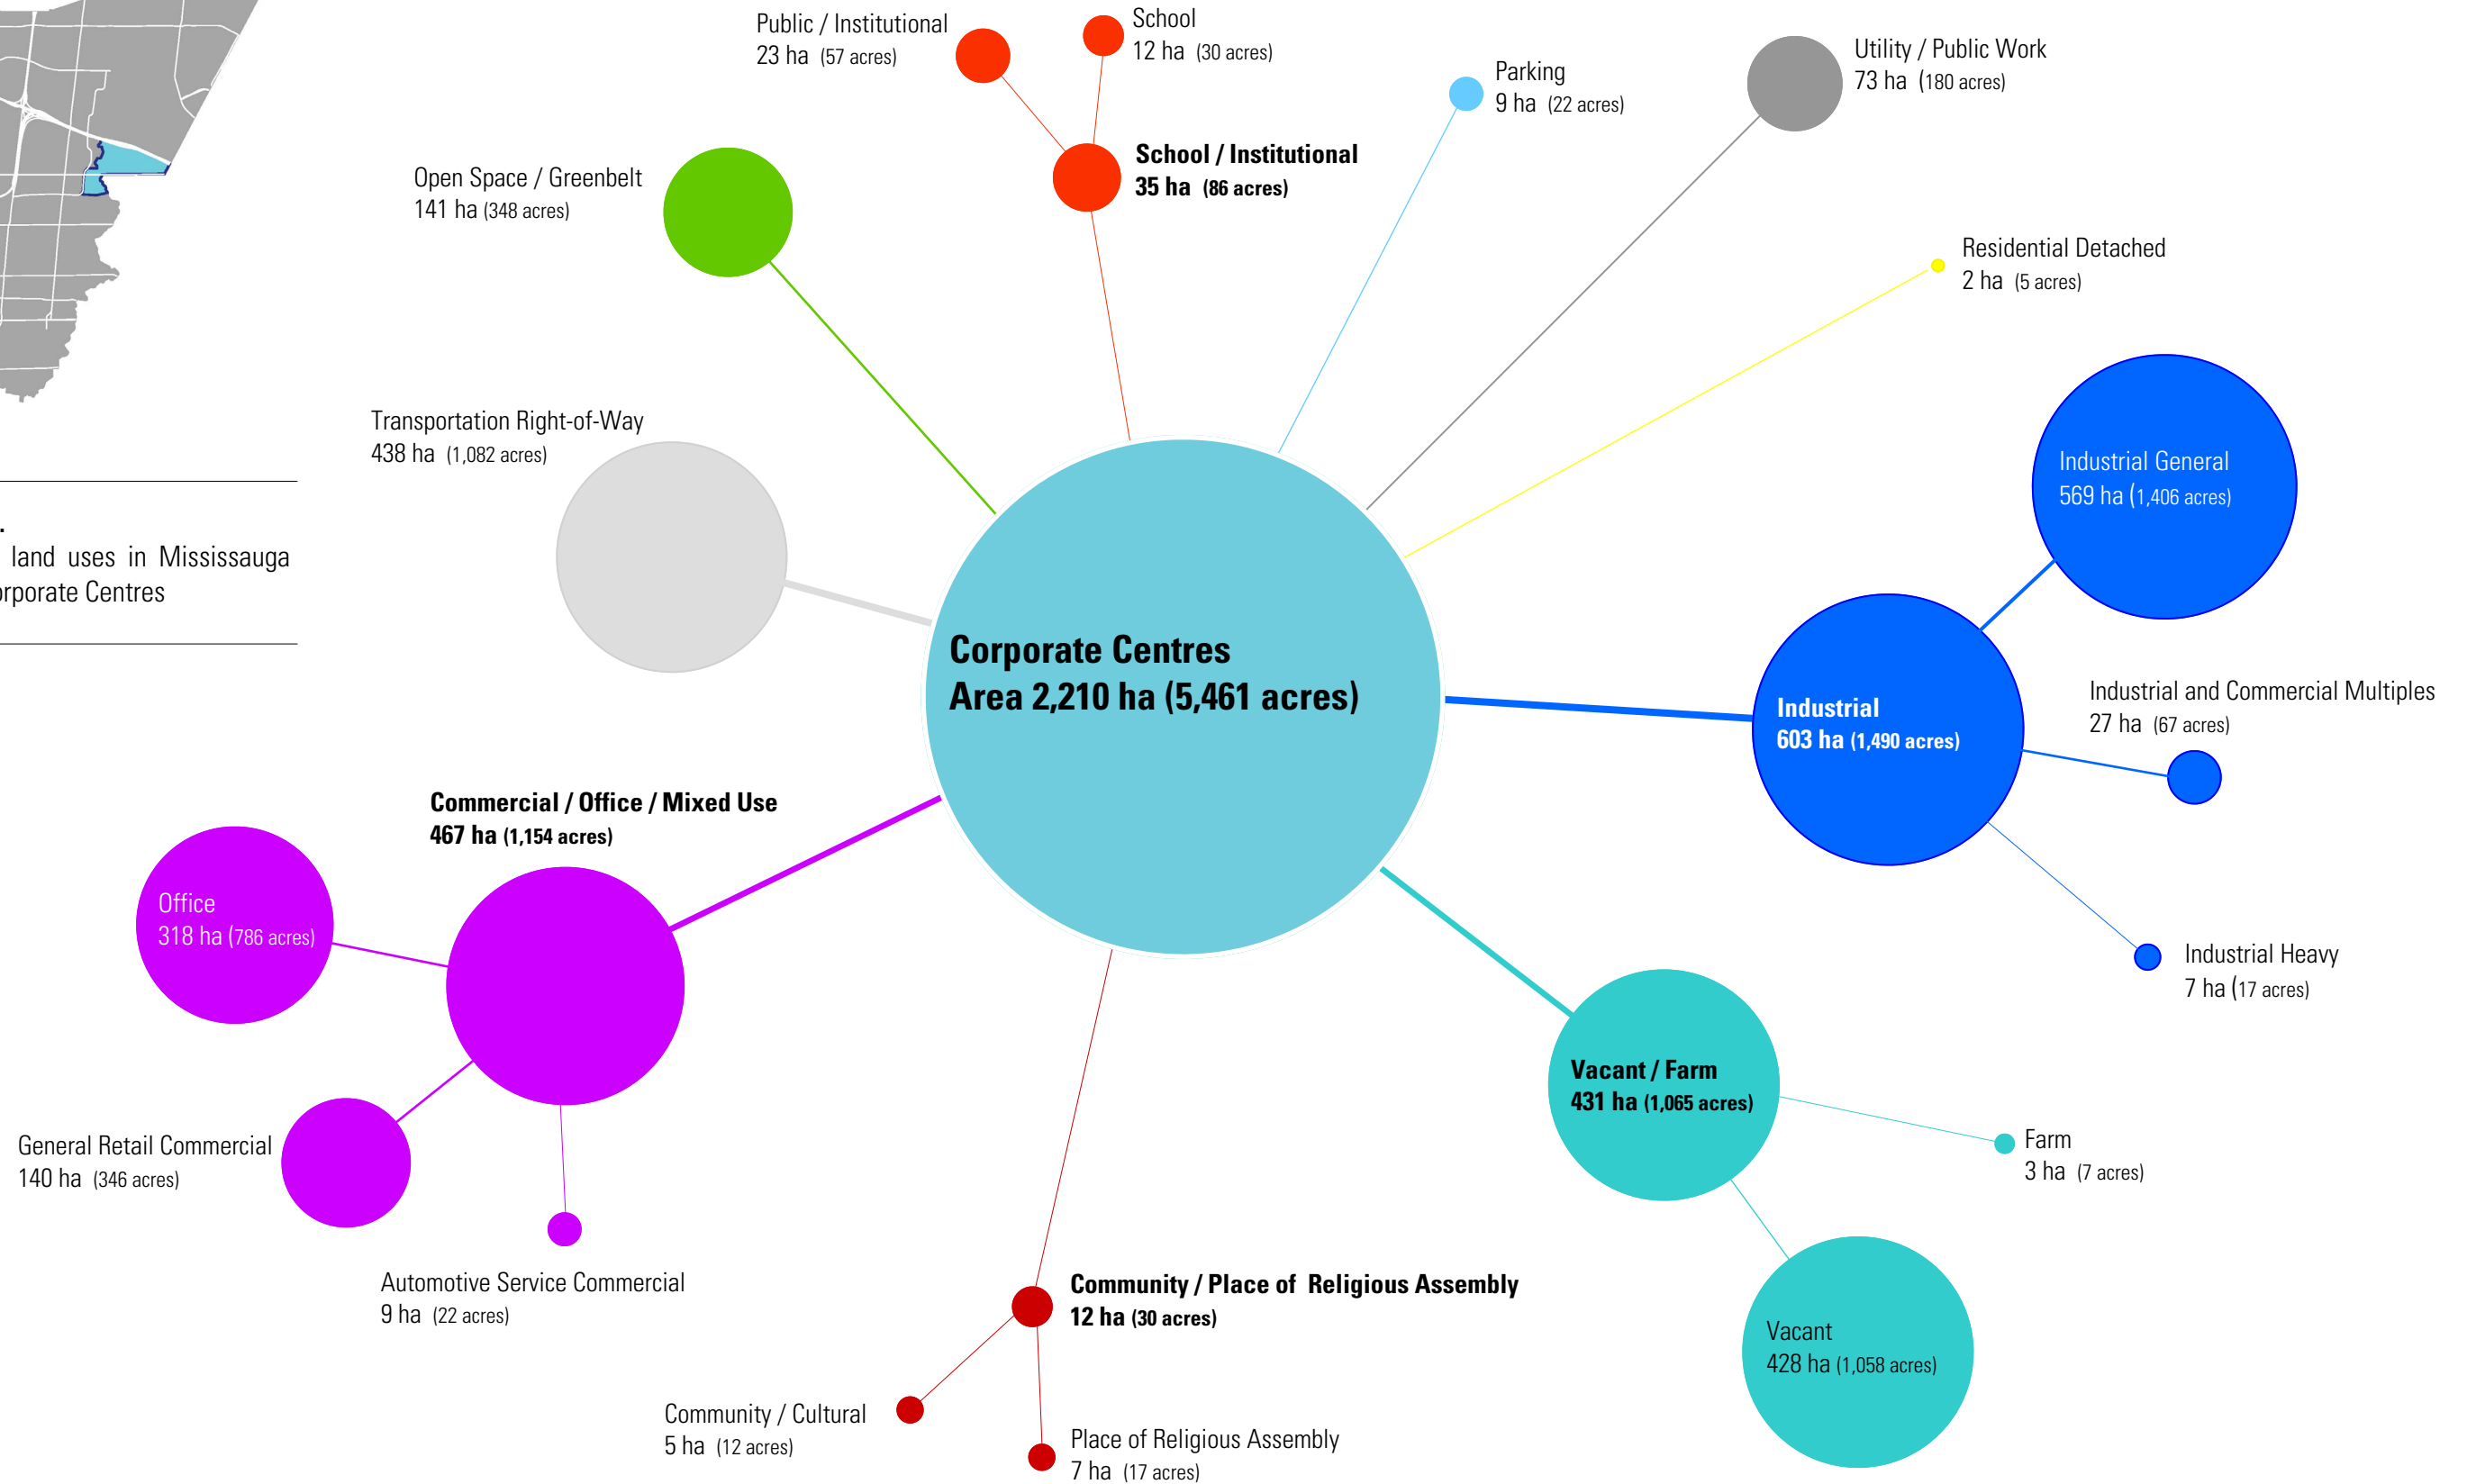 Public / Institutional
23 ha (57 acres)
School
12 ha (30 acres)
School / Institutional
35 ha (86 acres)
Parking
9 ha (22 acres)
Utility / Public Work
73 ha (180 acres)
Open Space / Greenbelt
141 ha (348 acres)
Residential Detached
2 ha (5 acres)
Transportation Right-of-Way
438 ha (1,082 acres)
Industrial General
569 ha (1,406 acres)
.
land uses in Mississauga
orporate Centres
Corporate Centres
Area 2,210 ha (5,461 acres)
Industrial
603 ha (1,490 acres)
Industrial and Commercial Multiples
27 ha (67 acres)
Industrial Heavy
7 ha (17 acres)
Commercial / Office / Mixed Use
467 ha (1,154 acres)
Office
318 ha (786 acres)
General Retail Commercial
140 ha (346 acres)
Automotive Service Commercial
9 ha (22 acres)
Vacant / Farm
431 ha (1,065 acres)
Farm
3 ha (7 acres)
Vacant
428 ha (1,058 acres)
Community / Place of Religious Assembly
12 ha (30 acres)
Community / Cultural
5 ha (12 acres)
Place of Religious Assembly
7 ha (17 acres)